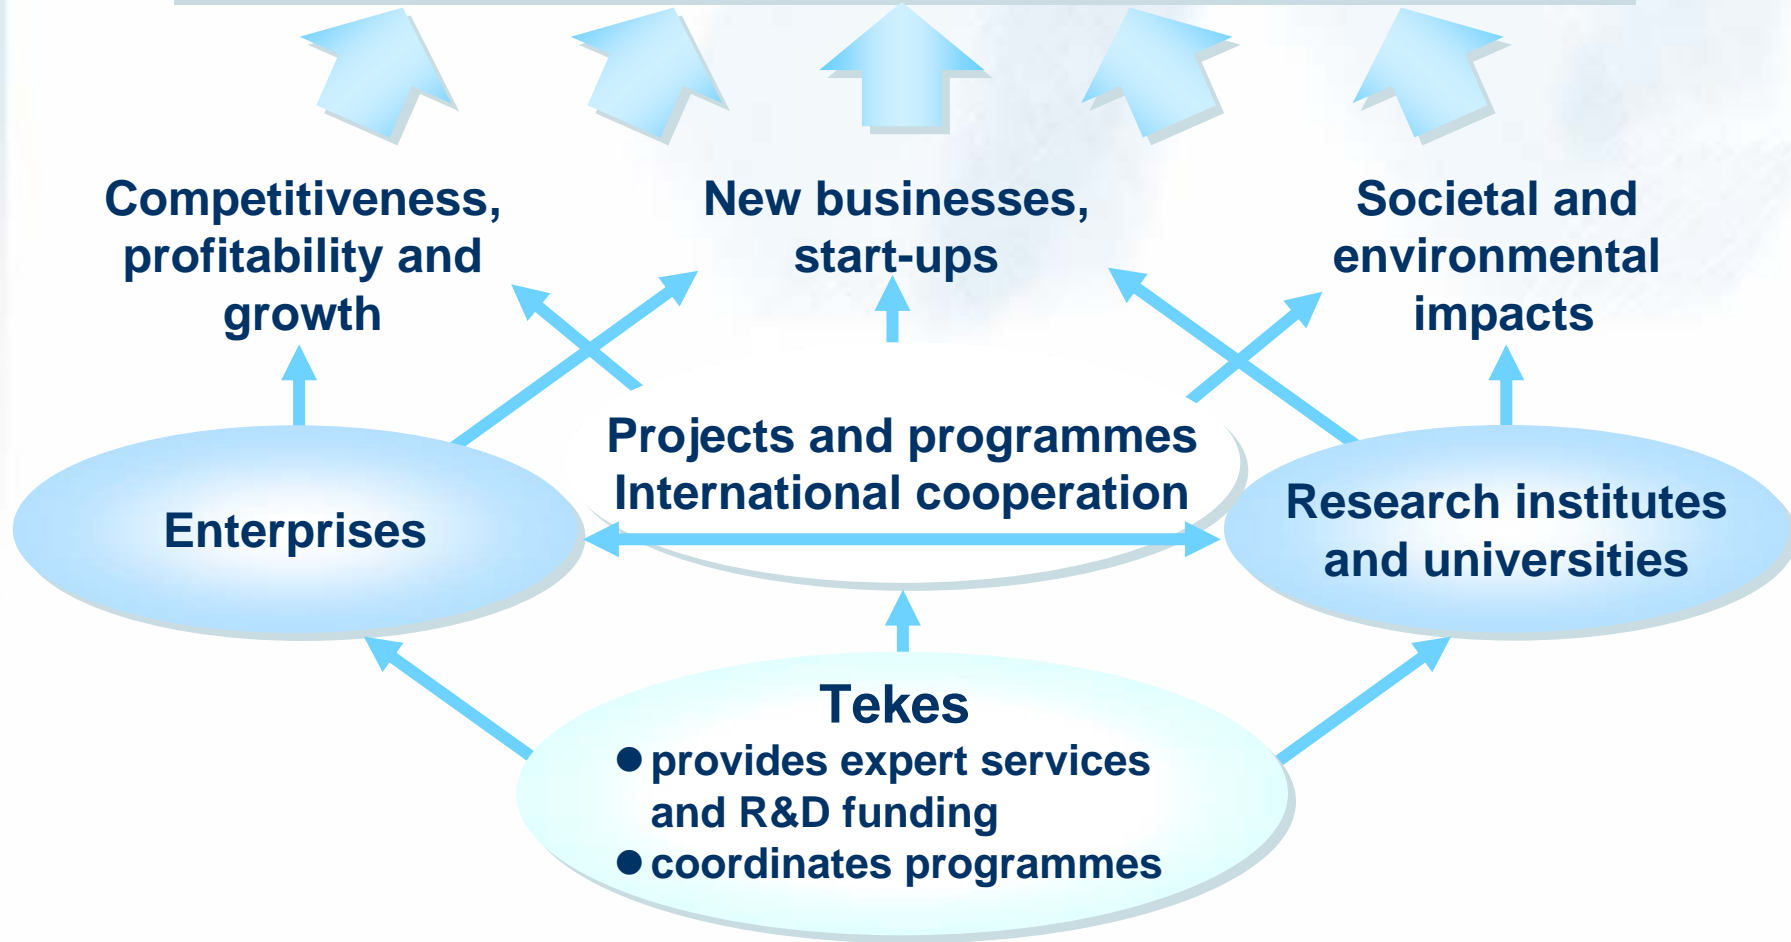 Competitiveness,
profitability and
growth
New businesses,
start-ups
Societal and
environmental
impacts
Projects and programmes
International cooperation
Enterprises
Research institutes
and universities
Tekes
● provides expert services
and R&D funding
● coordinates programmes